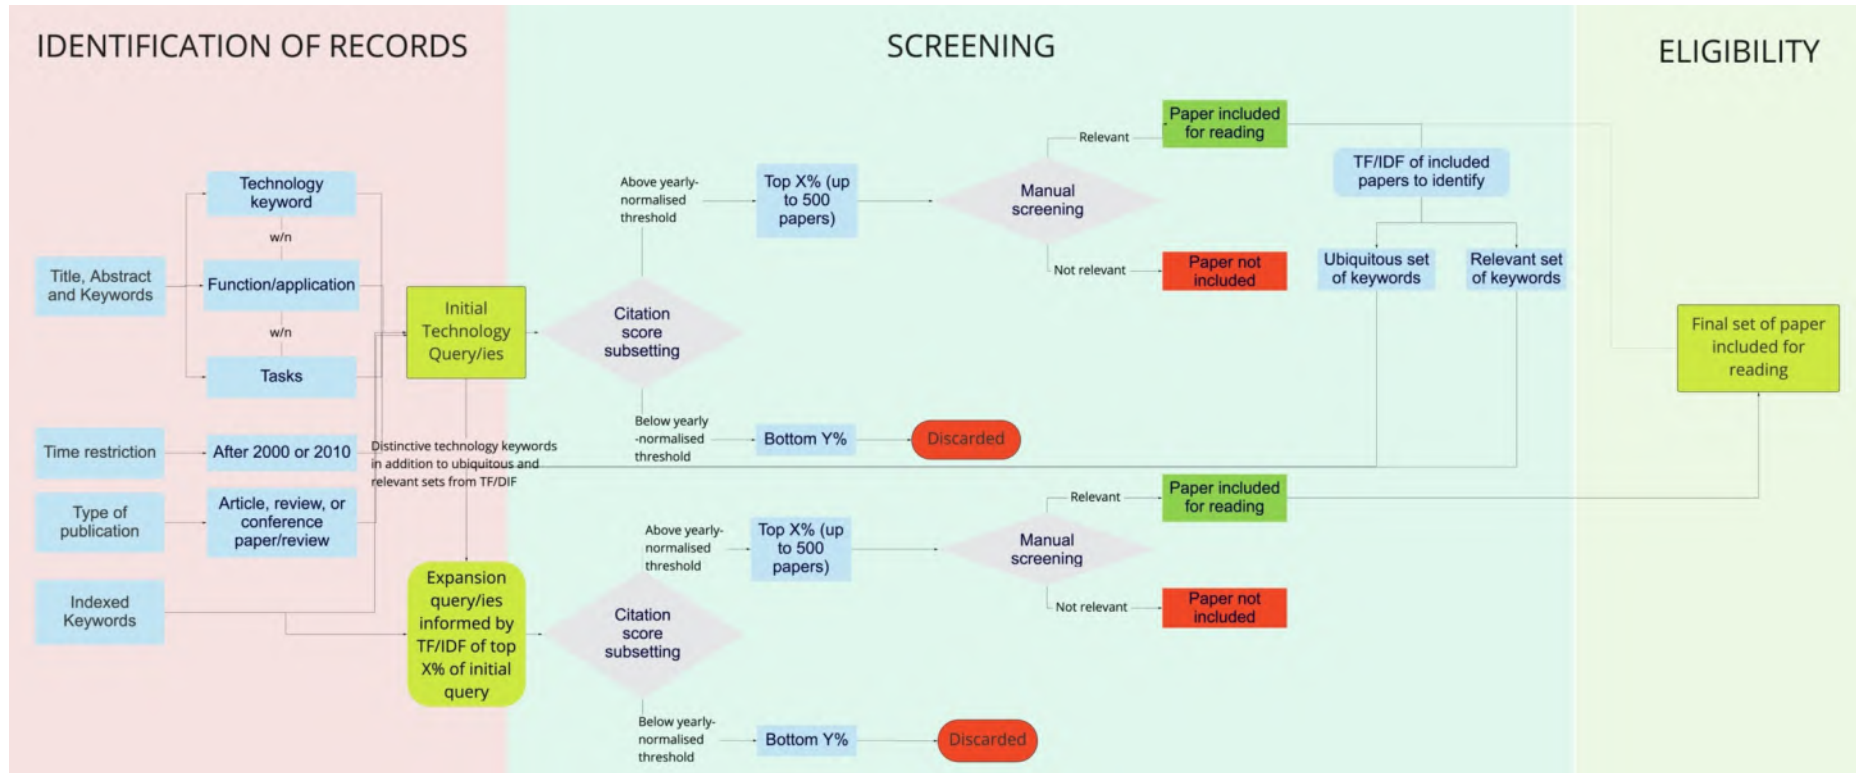 IDENTIFICATION OF RECORDS
SCREENING
ELIGIBILITY
Title, Abstract
and Keywords
Technology
keyword
w/n
Function/application
w/n
Tasks
Time restriction
After 2000 or 2010
Type of
publication
Article, review, or
conference
paper/review
Indexed
Keywords
Initial
Technology
Query/ies
Distinctive technology keywords
in addition to ubiquitous and
relevant sets from TF/DIF
Expansion
query/ies
informed by
TF/IDF of top
X% of initial
query
Citation
score
subsetting
Above yearly-
normalised
threshold
Top X% (up
to 500
papers)
Manual
screening
Relevant
Paper included
for reading
Not relevant
Paper not
included
TF/IDF of included
papers to identify
Ubiquitous set
of keywords
Relevant set
of keywords
Below yearly
-normalised
threshold
Bottom Y%
Discarded
Citation
score
subsetting
Above yearly-
normalised
threshold
Top X% (up
to 500
papers)
Manual
screening
Relevant
Paper included
for reading
Not relevant
Paper not
included
Below yearly-
normalised
threshold
Bottom Y%
Discarded
Final set of paper
included for
reading